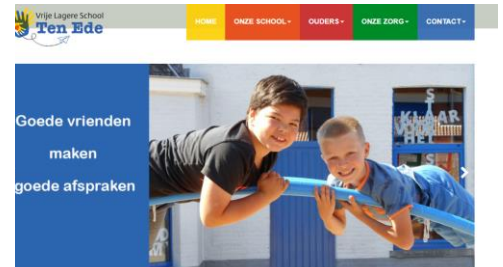 Vrije Lagere School
Ten Ede
HOME
ONZE SCHOOL
OUDERS
ONZE ZORG
CONTACT
Goede vrienden
maken
goede afspraken